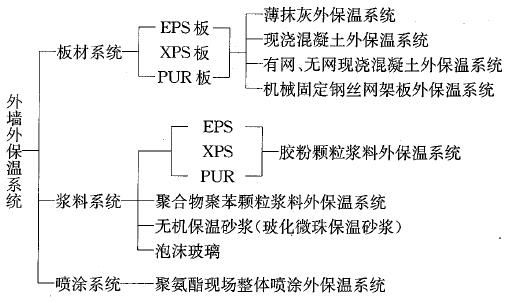 外墙外保温系统
板材系统
EPS板
XPS板
PUR板
薄抹灰外保温系统
现浇混凝土外保温系统
有网、无网现浇混凝土外保温系统
机械固定钢丝网架板外保温系统
浆料系统
EPS
XPS
PUR
胶粉颗粒浆料外保温系统
聚合物聚苯颗粒浆料外保温系统
无机保温砂浆(玻化微珠保温砂浆)
泡沫玻璃
喷涂系统
聚氨酯现场整体喷涂外保温系统